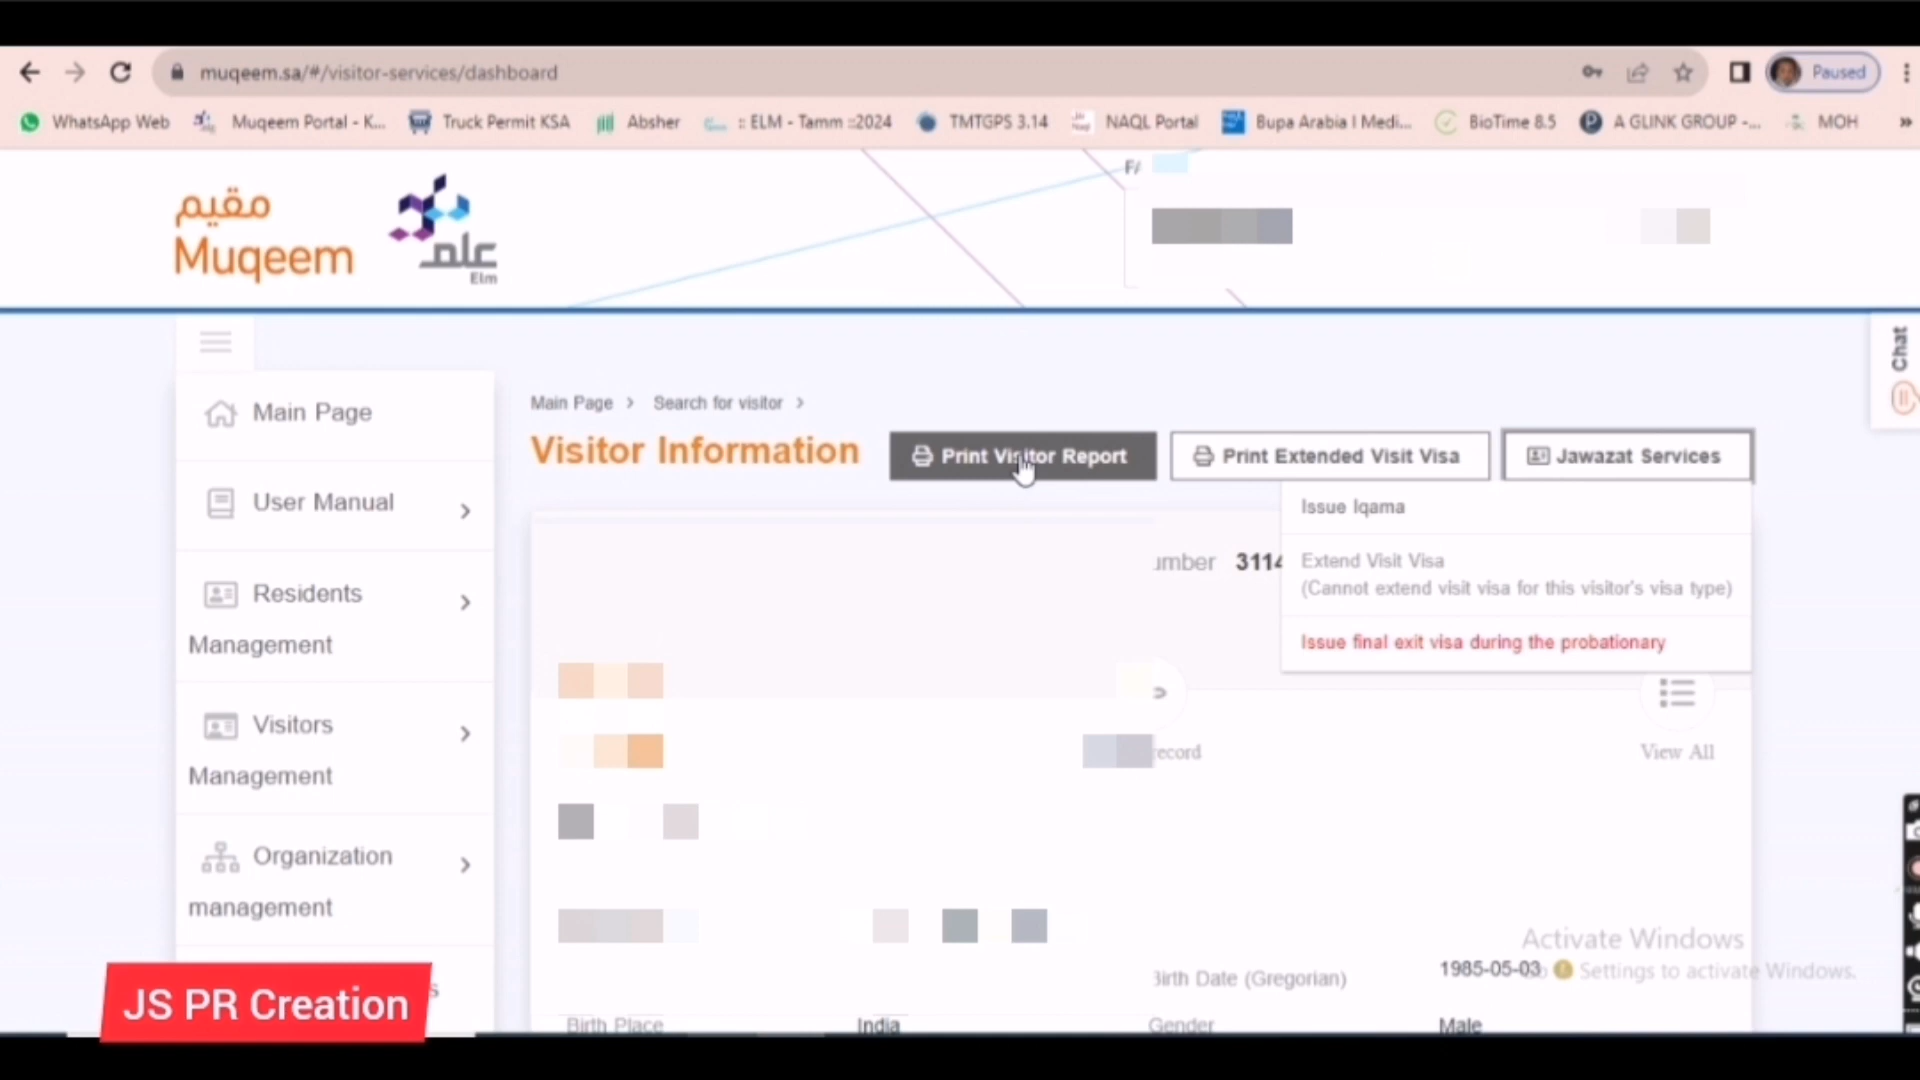 muqeem.sa/#/visitor-services/dashboard
Paused
WhatsApp Web
Muqeem Portal - K...
Truck Permit KSA
Absher
:: ELM - Tamm ::2024
TMTGPS 3.14
NAQL Portal
Bupa Arabia I Medi...
BioTime 8.5
A GLINK GROUP -...
MOH
»
مقيم
Muqeem
علم
Elm
Chat
Main Page
User Manual
Residents
Management
Visitors
Management
Organization
management
Main Page > Search for visitor >
Visitor Information
Print Visitor Report
Print Extended Visit Visa
Jawazat Services
Issue Iqama
Extend Visit Visa
(Cannot extend visit visa for this visitor's visa type)
Issue final exit visa during the probationary
umber 3114
ecord
View All
Birth Date (Gregorian) 1985-05-03
Birth Place India Gender Male
Activate Windows
Settings to activate Windows.
JS PR Creation